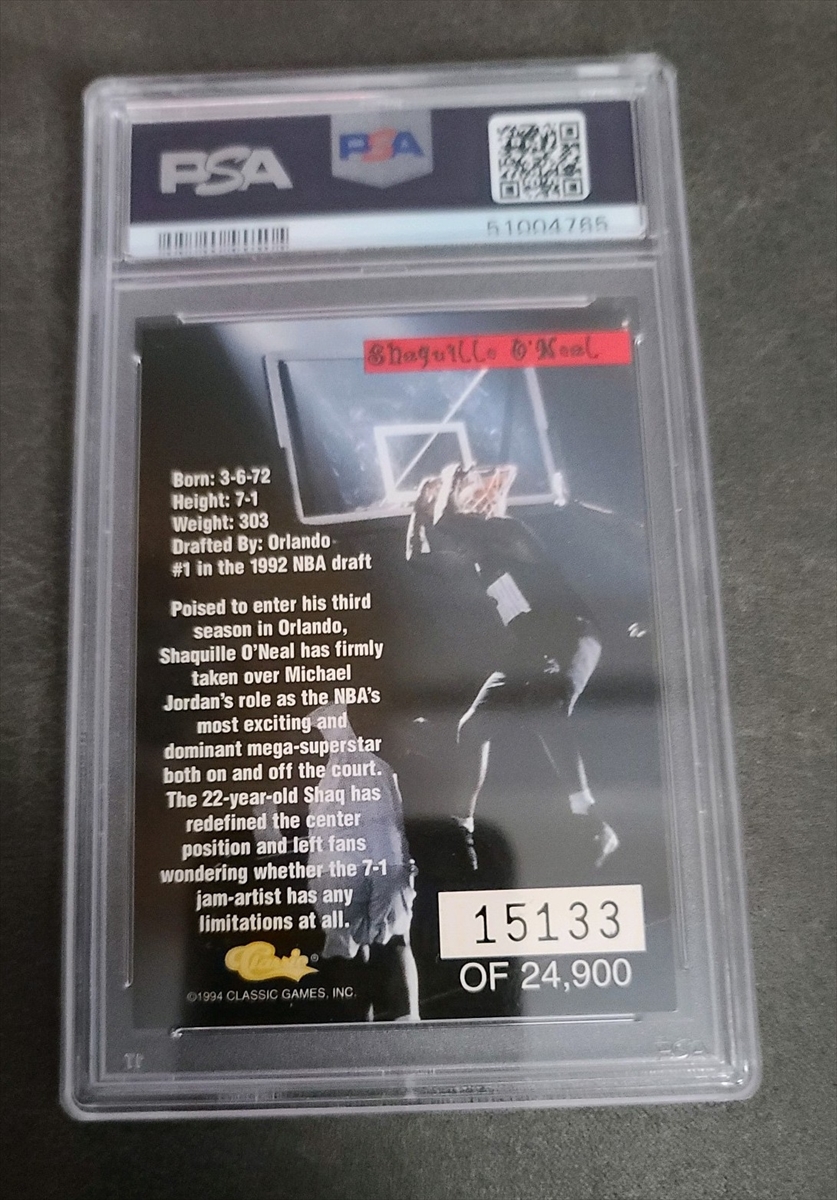 PSA
PSA
51004765
Shaquille O'Neal
Born: 3-6-72
Height: 7-1
Weight: 303
Drafted By: Orlando
#1 in the 1992 NBA draft
Poised to enter his third
season in Orlando,
Shaquille O'Neal has firmly
taken over Michael
Jordan's role as the NBA's
most exciting and
dominant mega-superstar
both on and off the court.
The 22-year-old Shaq has
redefined the center
position and left fans
wondering whether the 7-1
jam-artist has any
limitations at all.
15133
OF 24,900
Classic®
©1994 CLASSIC GAMES, INC.